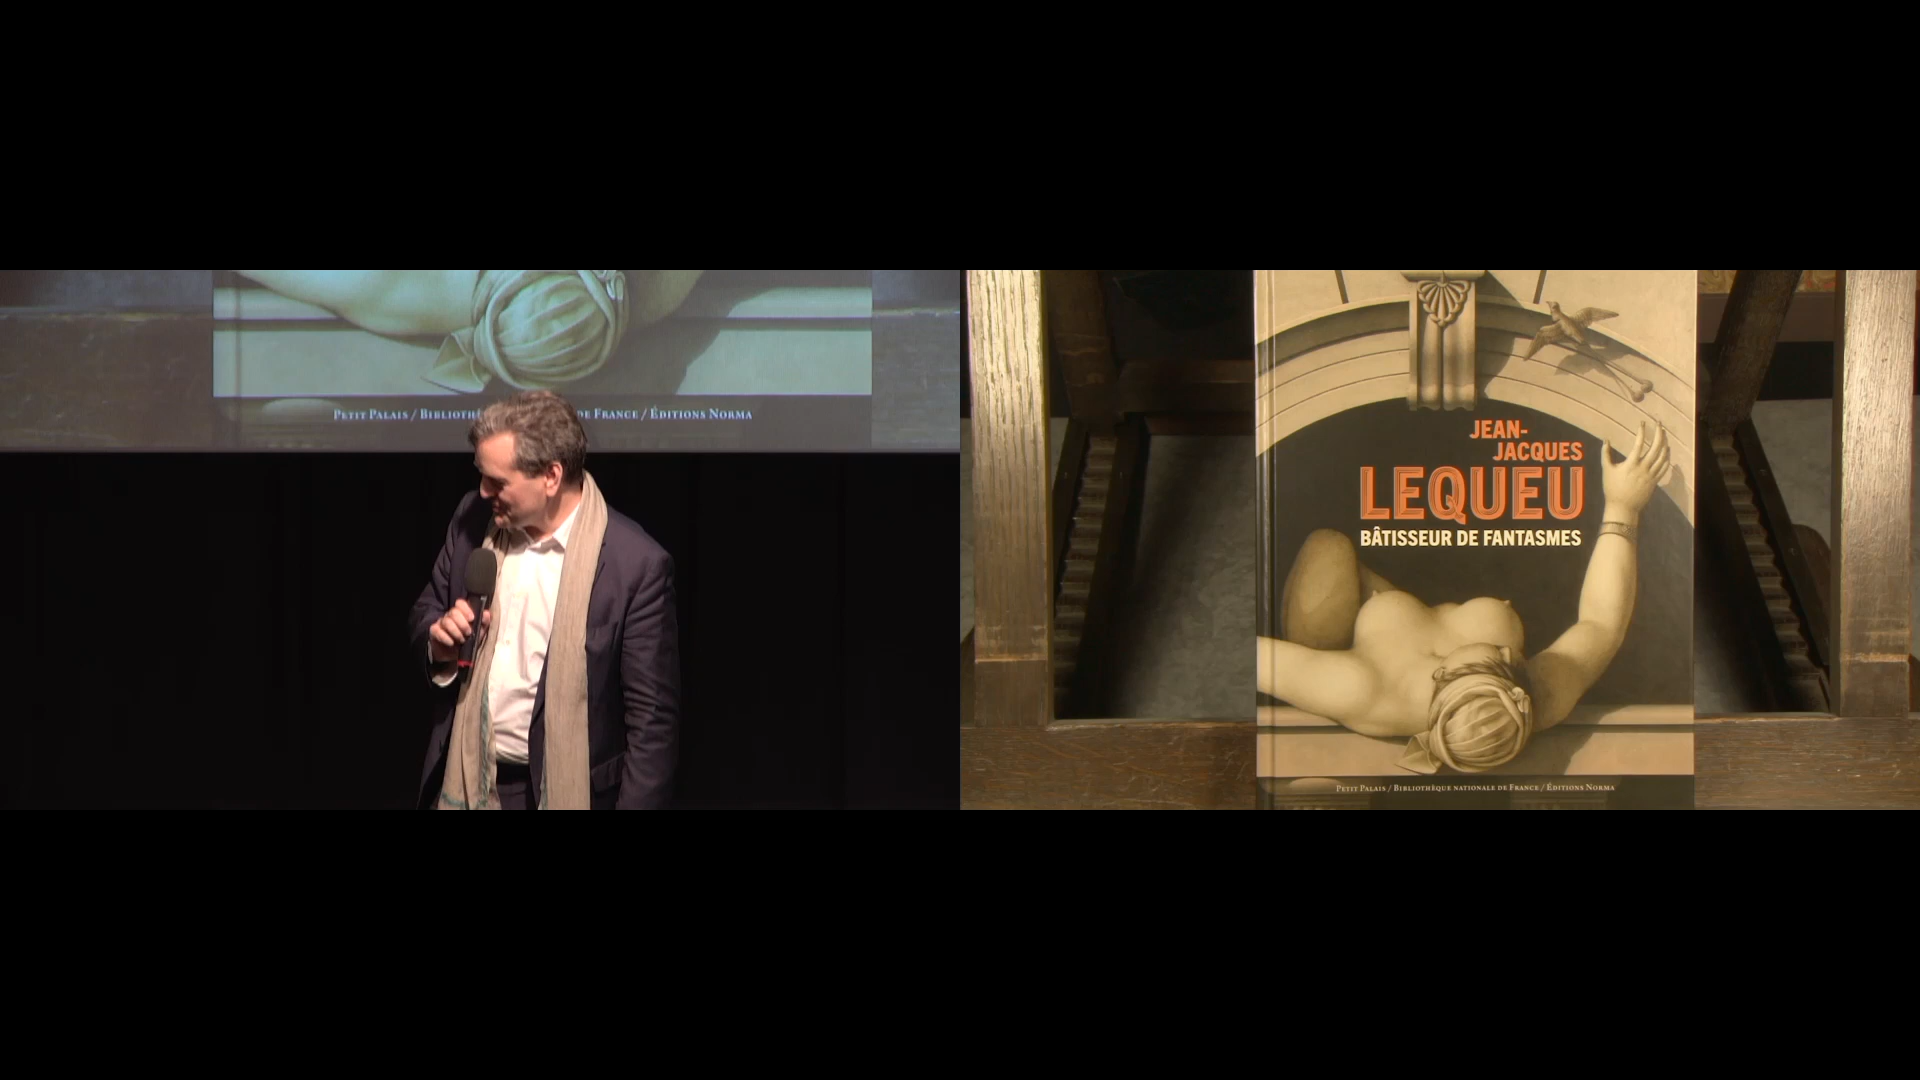 Petit Palais / Biblioth
de France / Éditions Norma
JEAN-
JACQUES
LEQUEU
BÂTISSEUR DE FANTASMES
Petit Palais / Bibliothèque nationale de France / Éditions Norma